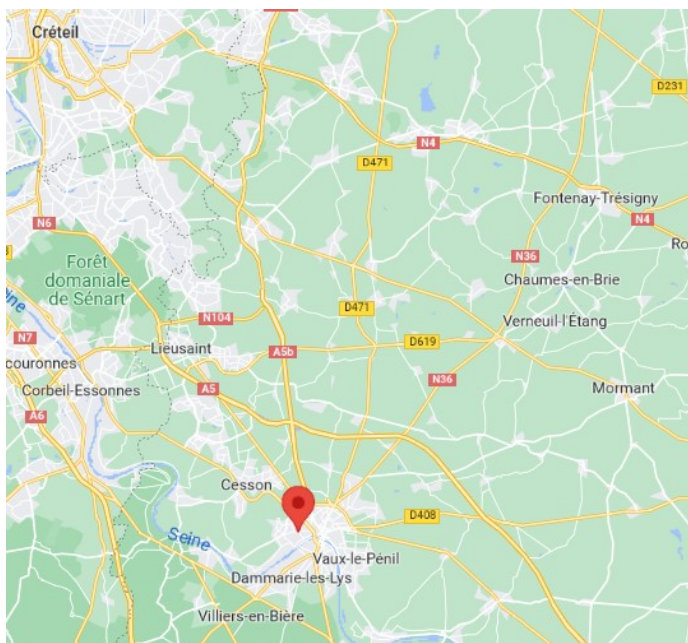 Créteil
D231
N4
D471
Fontenay-Trésigny
N6
N4
Ro
Forêt
domaniale
de Sénart
N36
Chaumes-en-Brie
eine
D471
N104
Verneuil-l'Étang
N7
Lieusaint
A5b
D619
couronnes
N36
Corbeil-Essonnes
A5
Mormant
A6
Cesson
D408
Seine
Vaux-le-Pénil
Dammarie-les-Lys
Villiers-en-Bière